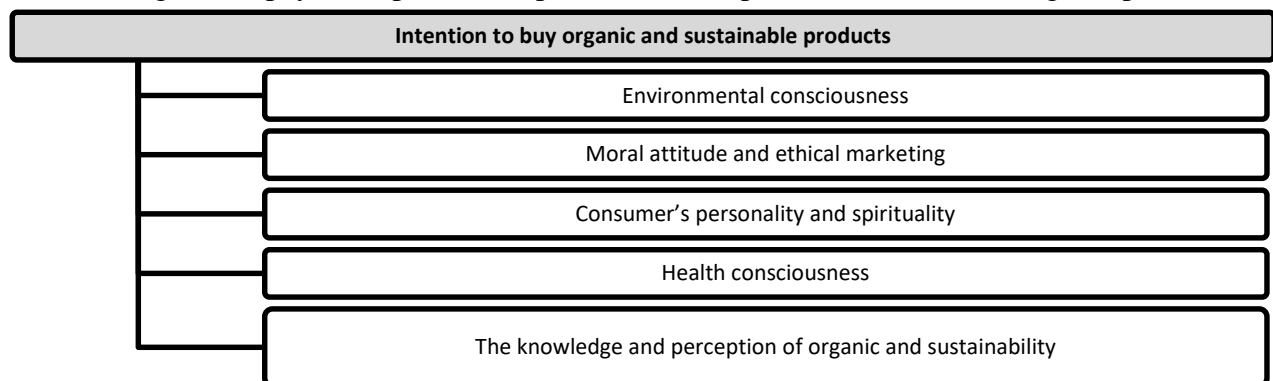 Intention to buy organic and sustainable products
Environmental consciousness
Moral attitude and ethical marketing
Consumer’s personality and spirituality
Health consciousness
The knowledge and perception of organic and sustainability